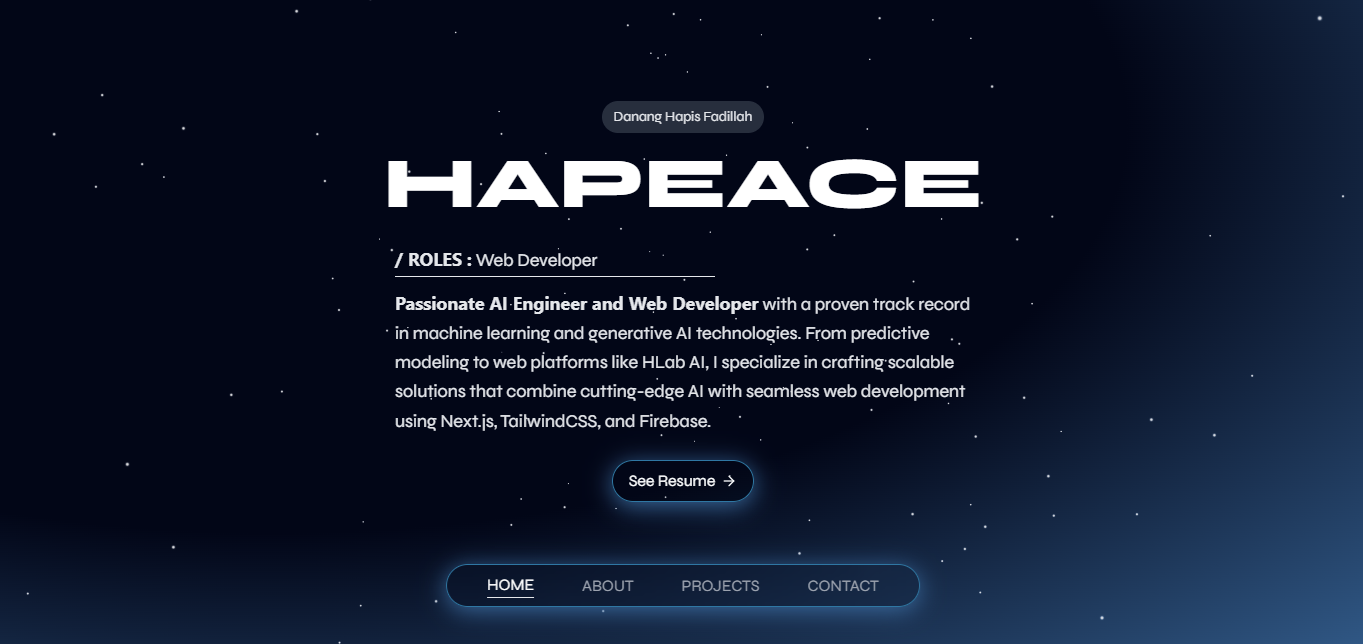 Danang Hapis Fadillah
HAPEACE
/ ROLES : Web Developer
Passionate AI Engineer and Web Developer with a proven track record
in machine learning and generative AI technologies. From predictive
modeling to web platforms like HLab AI, I specialize in crafting scalable
solutions that combine cutting-edge AI with seamless web development
using Next.js, TailwindCSS, and Firebase.
See Resume →
HOME ABOUT PROJECTS CONTACT